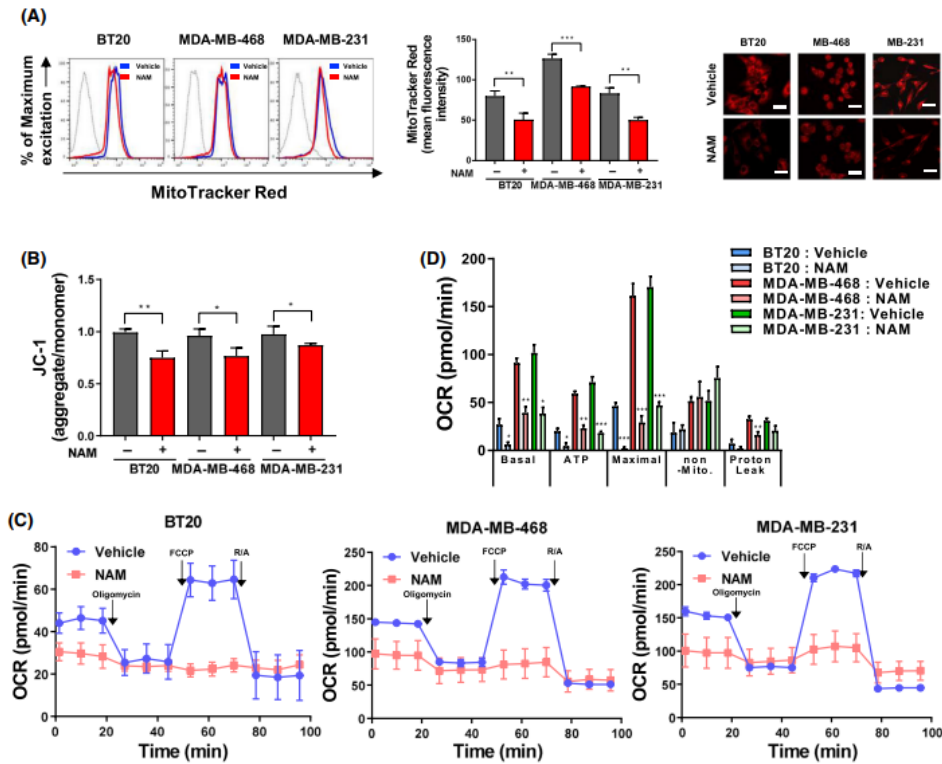 (A)
BT20 MDA-MB-468 MDA-MB-231
Vehicle
NAM
Vehicle
NAM
Vehicle
NAM
% of Maximum
excitation
MitoTracker Red
MitoTracker Red
(mean fluorescence
intensity)
150
100
50
0
** *** **
NAM − + − + − +
BT20 MDA-MB-468 MDA-MB-231
BT20 MB-468 MB-231
Vehicle
NAM
(B)
JC-1
(aggregate/monomer)
1.5
1.0
0.5
0.0
** * *
NAM − + − + − +
BT20 MDA-MB-468 MDA-MB-231
(D)
BT20 : Vehicle
BT20 : NAM
MDA-MB-468 : Vehicle
MDA-MB-468 : NAM
MDA-MB-231: Vehicle
MDA-MB-231 : NAM
OCR (pmol/min)
200
150
100
50
0
* ** * * ** *** *** *** *** **
Basal ATP Maximal non
-Mito. Proton
Leak
(C)
BT20
Vehicle
NAM
FCCP
R/A
Oligomycin
OCR (pmol/min)
80
60
40
20
0
0 20 40 60 80 100
Time (min)
MDA-MB-468
Vehicle
NAM
FCCP
R/A
Oligomycin
OCR (pmol/min)
250
200
150
100
50
0
0 20 40 60 80 100
Time (min)
MDA-MB-231
Vehicle
NAM
FCCP
R/A
Oligomycin
OCR (pmol/min)
250
200
150
100
50
0
0 20 40 60 80 100
Time (min)